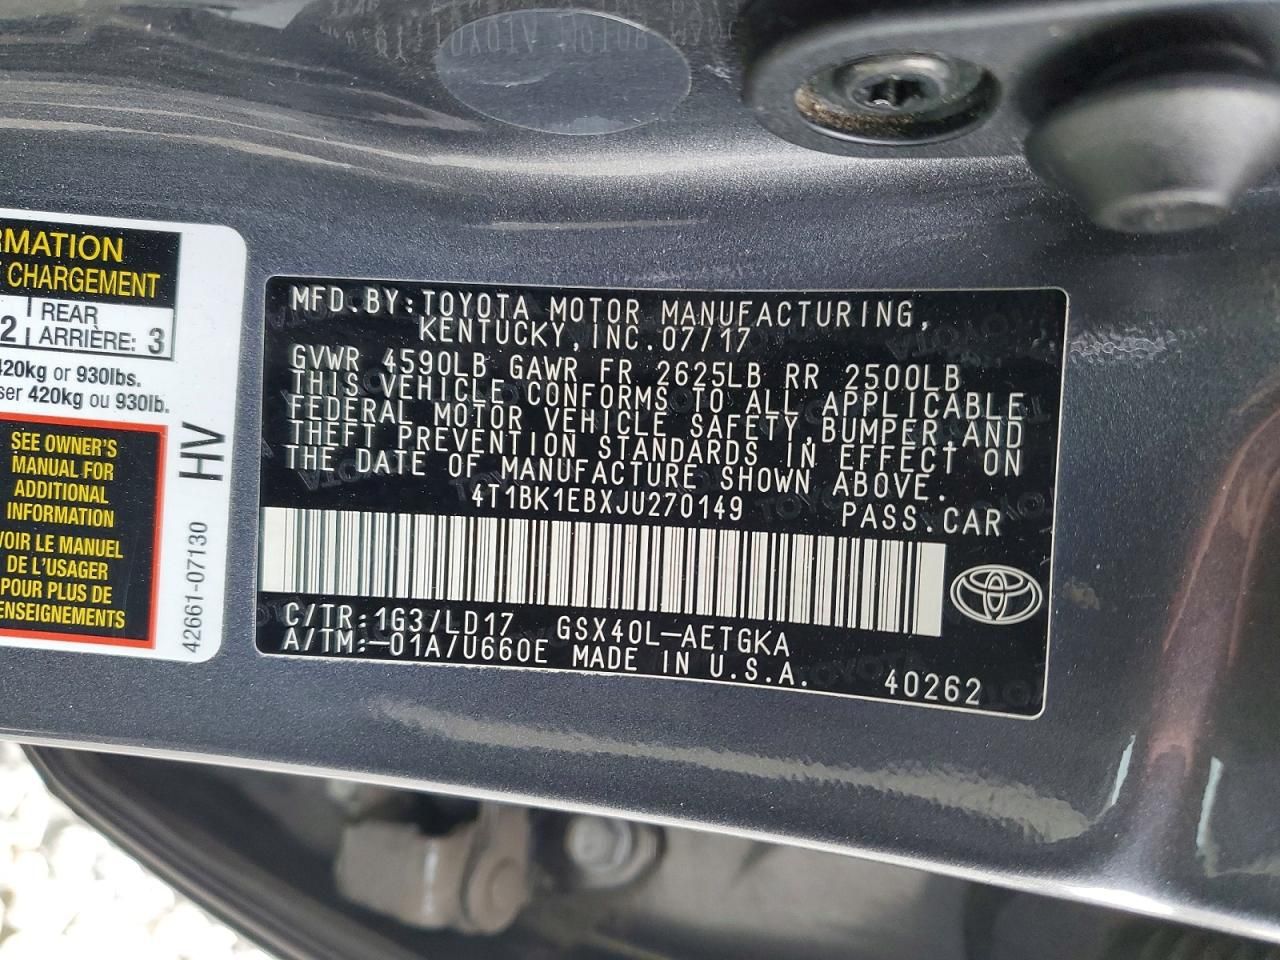 RMATION
CHARGEMENT
2 REAR
ARRIÈRE: 3
420kg or 930lbs.
ser 420kg ou 930lb.
SEE OWNER'S
MANUAL FOR
ADDITIONAL
INFORMATION
VOIR LE MANUEL
DE L'USAGER
POUR PLUS DE
ENSEIGNEMENTS
HV
42661-07130
MFD.BY:TOYOTA MOTOR MANUFACTURING,
KENTUCKY,INC.07/17
GVWR 4590LB GAWR FR 2625LB RR 2500LB
THIS VEHICLE CONFORMS TO ALL APPLICABLE
FEDERAL MOTOR VEHICLE SAFETY,BUMPER,AND
THEFT PREVENTION STANDARDS IN EFFECT ON
THE DATE OF MANUFACTURE SHOWN ABOVE.
4T1BK1EBXJU270149 PASS.CAR
C/TR:1G37LD17 GSX40L-AETGKA
A/TM:-01A/U660E MADE IN U.S.A.
40262